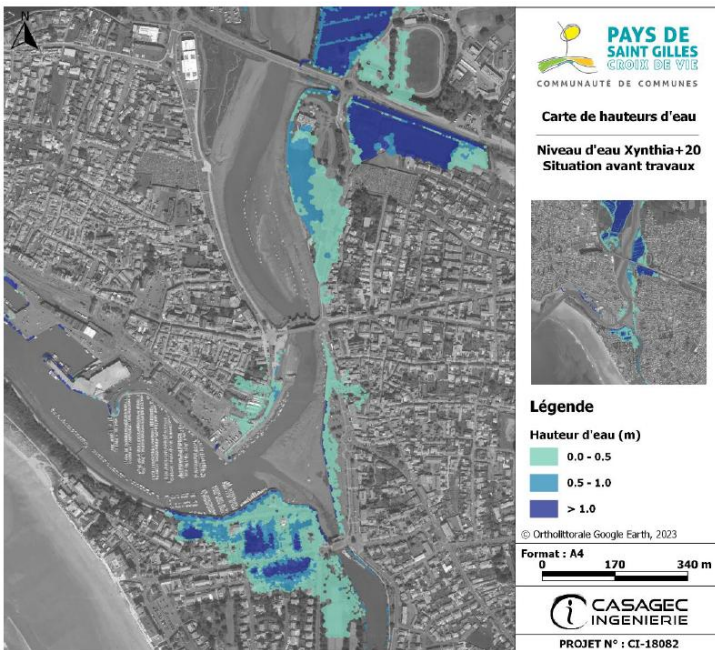 N
PAYS DE
SAINT GILLES
CROIX DE VIE
COMMUNAUTÉ DE COMMUNES
Carte de hauteurs d'eau
Niveau d'eau Xynthia+20
Situation avant travaux
Légende
Hauteur d'eau (m)
0.0 - 0.5
0.5 - 1.0
> 1.0
© Ortholittorale Google Earth, 2023
Format : A4
0 170 340 m
CASAGEC
INGENIERIE
PROJET N° : CI-18082